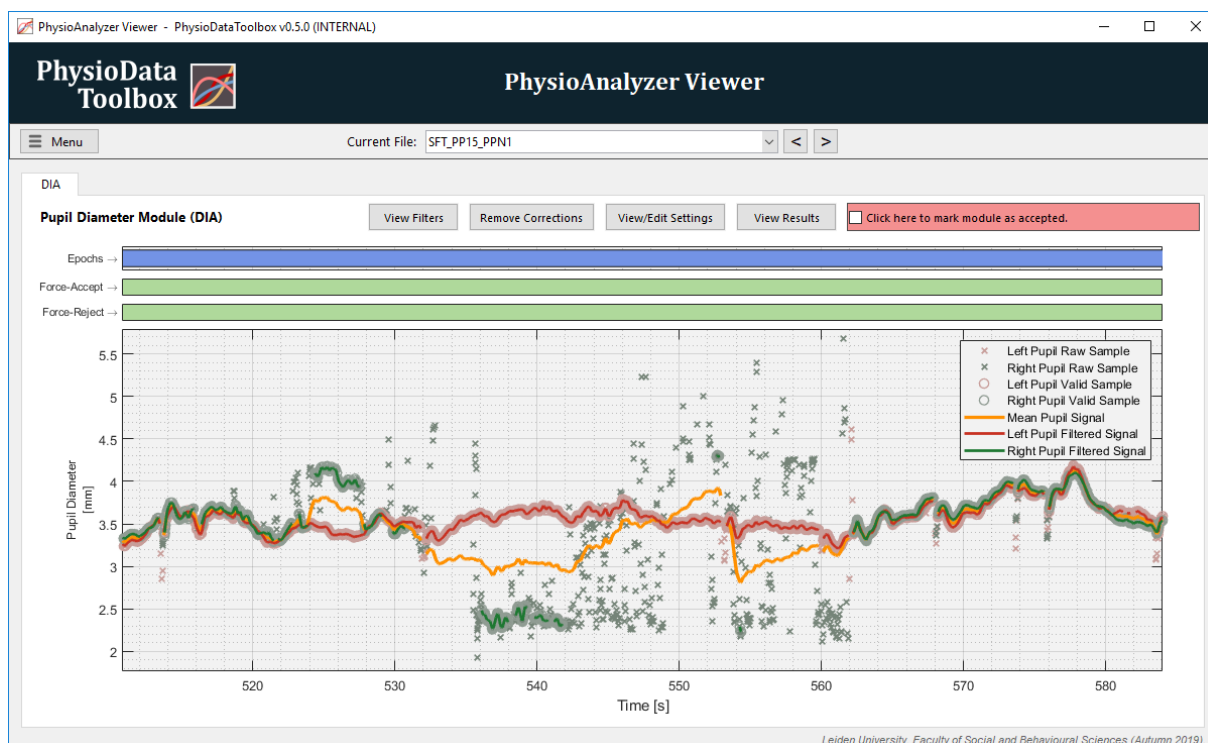 PhysioAnalyzer Viewer - PhysioDataToolbox v0.5.0 (INTERNAL)
PhysioData
Toolbox
PhysioAnalyzer Viewer
Menu
Current File: SFT_PP15_PPN1
< >
DIA
Pupil Diameter Module (DIA)
View Filters
Remove Corrections
View/Edit Settings
View Results
Click here to mark module as accepted.
Epochs →
Force-Accept →
Force-Reject →
5.5
5
4.5
4
3.5
3
2.5
2
Pupil Diameter
[mm]
Left Pupil Raw Sample
Right Pupil Raw Sample
Left Pupil Valid Sample
Right Pupil Valid Sample
Mean Pupil Signal
Left Pupil Filtered Signal
Right Pupil Filtered Signal
520 530 540 550 560 570 580
Time [s]
Leiden University, Faculty of Social and Behavioural Sciences (Autumn 2019)